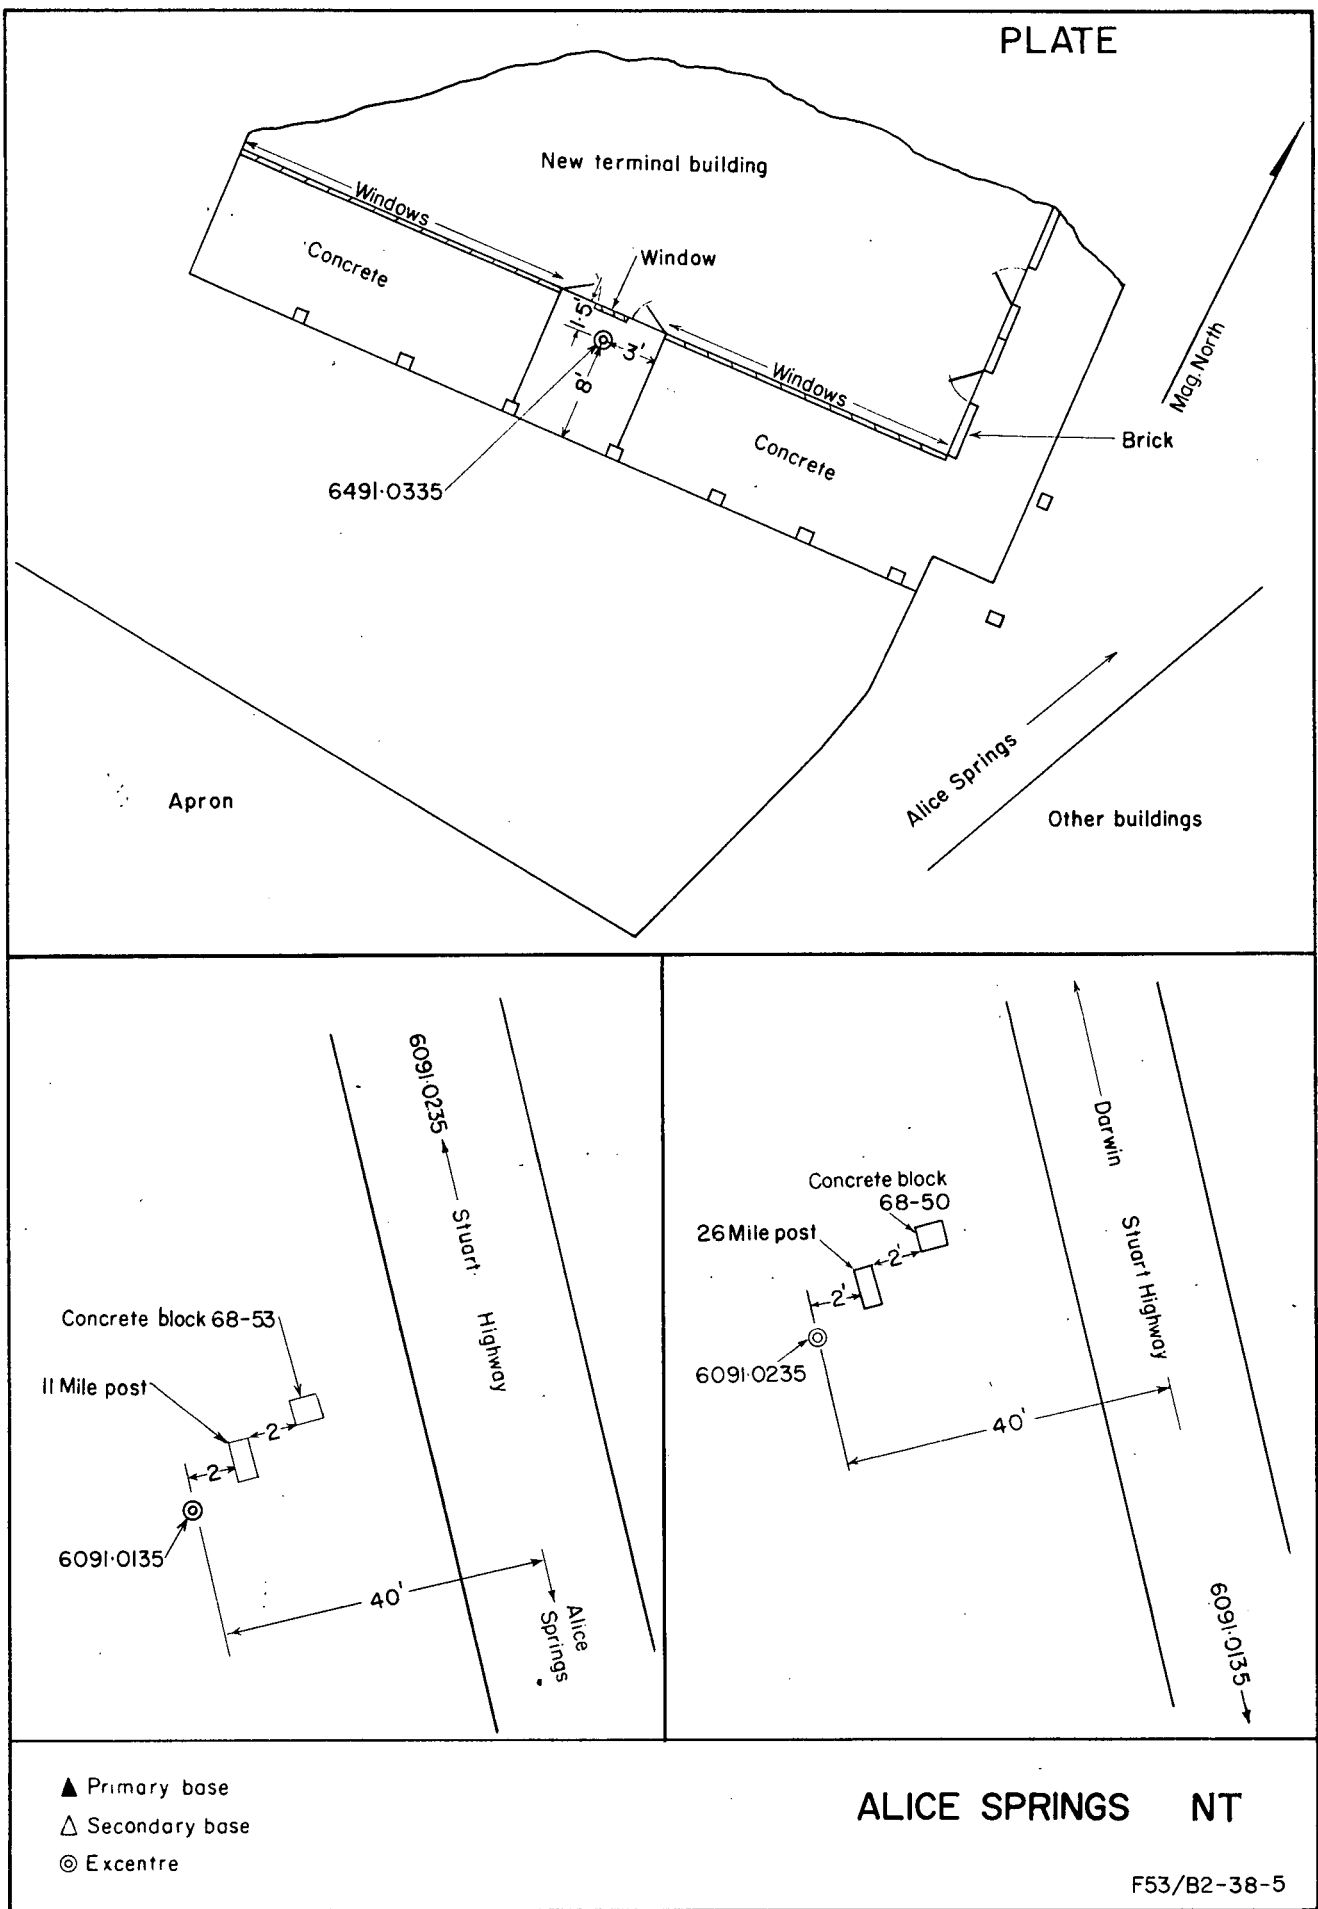 PLATE
New terminal building
Windows
Concrete
Window
1·5'
3'
8'
Windows
Mag. North
Brick
Concrete
6491·0335
Alice Springs
Apron
Other buildings
6091·0235
Stuart Highway
Concrete block 68-53
11 Mile post
2
2
6091·0135
40'
Alice
Springs
Darwin
Concrete block
68-50
26 Mile post
Stuart Highway
2'
2'
6091·0235
40'
6091·0135
Primary base
Secondary base
Excentre
ALICE SPRINGS NT
F53/B2-38-5